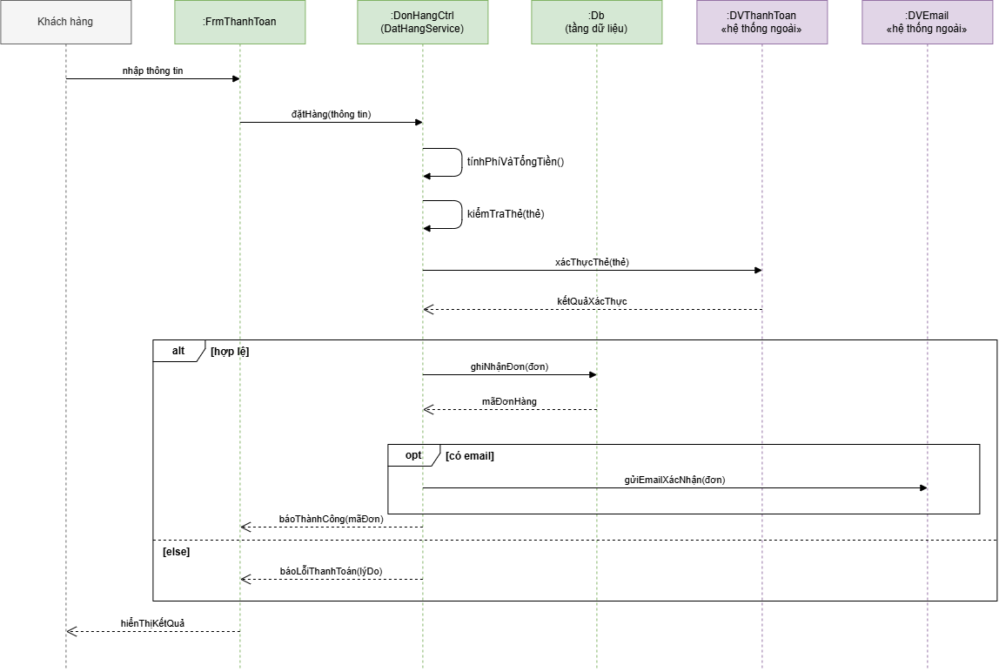 Khách hàng
:FrmThanhToan
:DonHangCtrl
(DatHangService)
:Db
(tầng dữ liệu)
:DVThanhToan
«hệ thống ngoài»
:DVEmail
«hệ thống ngoài»
nhập thông tin
đặtHàng(thông tin)
tínhPhíVàTổngTiền()
kiểmTraThẻ(thẻ)
xácThựcThẻ(thẻ)
kếtQuảXácThực
alt
[hợp lệ]
ghiNhậnĐơn(đơn)
mãĐơnHàng
opt
[có email]
gửiEmailXácNhận(đơn)
báoThànhCông(mãĐơn)
[else]
báoLỗiThanhToán(lýDo)
hiểnThịKếtQuả